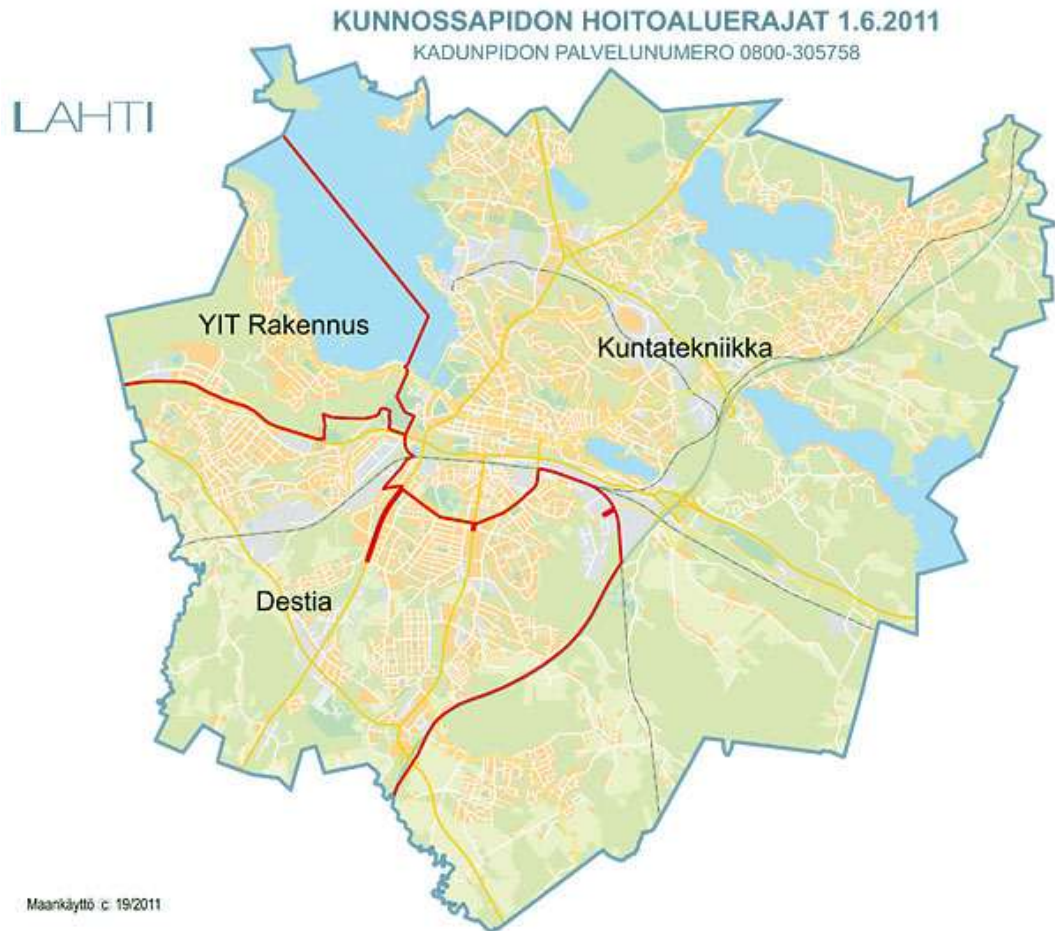 KUNNOSSAPIDON HOITOALUERAJAT 1.6.2011
KADUNPIDON PALVELUNUMERO 0800-305758
LAHTI
YIT Rakennus
Kuntatekniikka
Destia
Maankäyttö c 19/2011